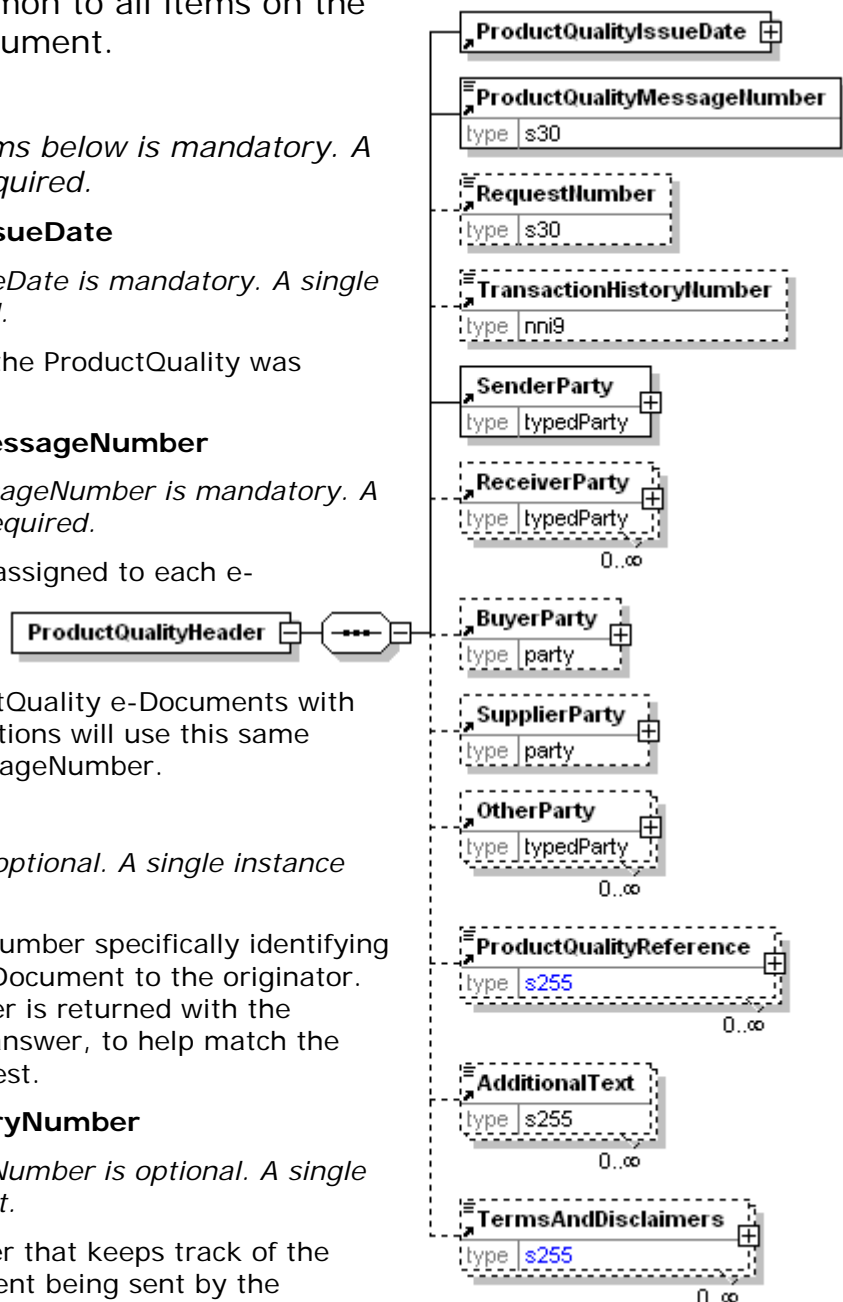 mon to all items on the
ument.
ms below is mandatory. A
quired.
sueDate
eDate is mandatory. A single
.
the ProductQuality was
essageNumber
sageNumber is mandatory. A
equired.
assigned to each e-
tQuality e-Documents with
tions will use this same
ageNumber.
optional. A single instance
umber specifically identifying
Document to the originator.
er is returned with the
answer, to help match the
est.
ryNumber
Number is optional. A single
t.
er that keeps track of the
ent being sent by the
ProductQualityHeader
ProductQualityIssueDate
ProductQualityMessageNumber
type s30
RequestNumber
type s30
TransactionHistoryNumber
type nni9
SenderParty
type typedParty
ReceiverParty
type typedParty
0..∞
BuyerParty
type party
SupplierParty
type party
OtherParty
type typedParty
0..∞
ProductQualityReference
type s255
0..∞
AdditionalText
type s255
0..∞
TermsAndDisclaimers
type s255
0..∞